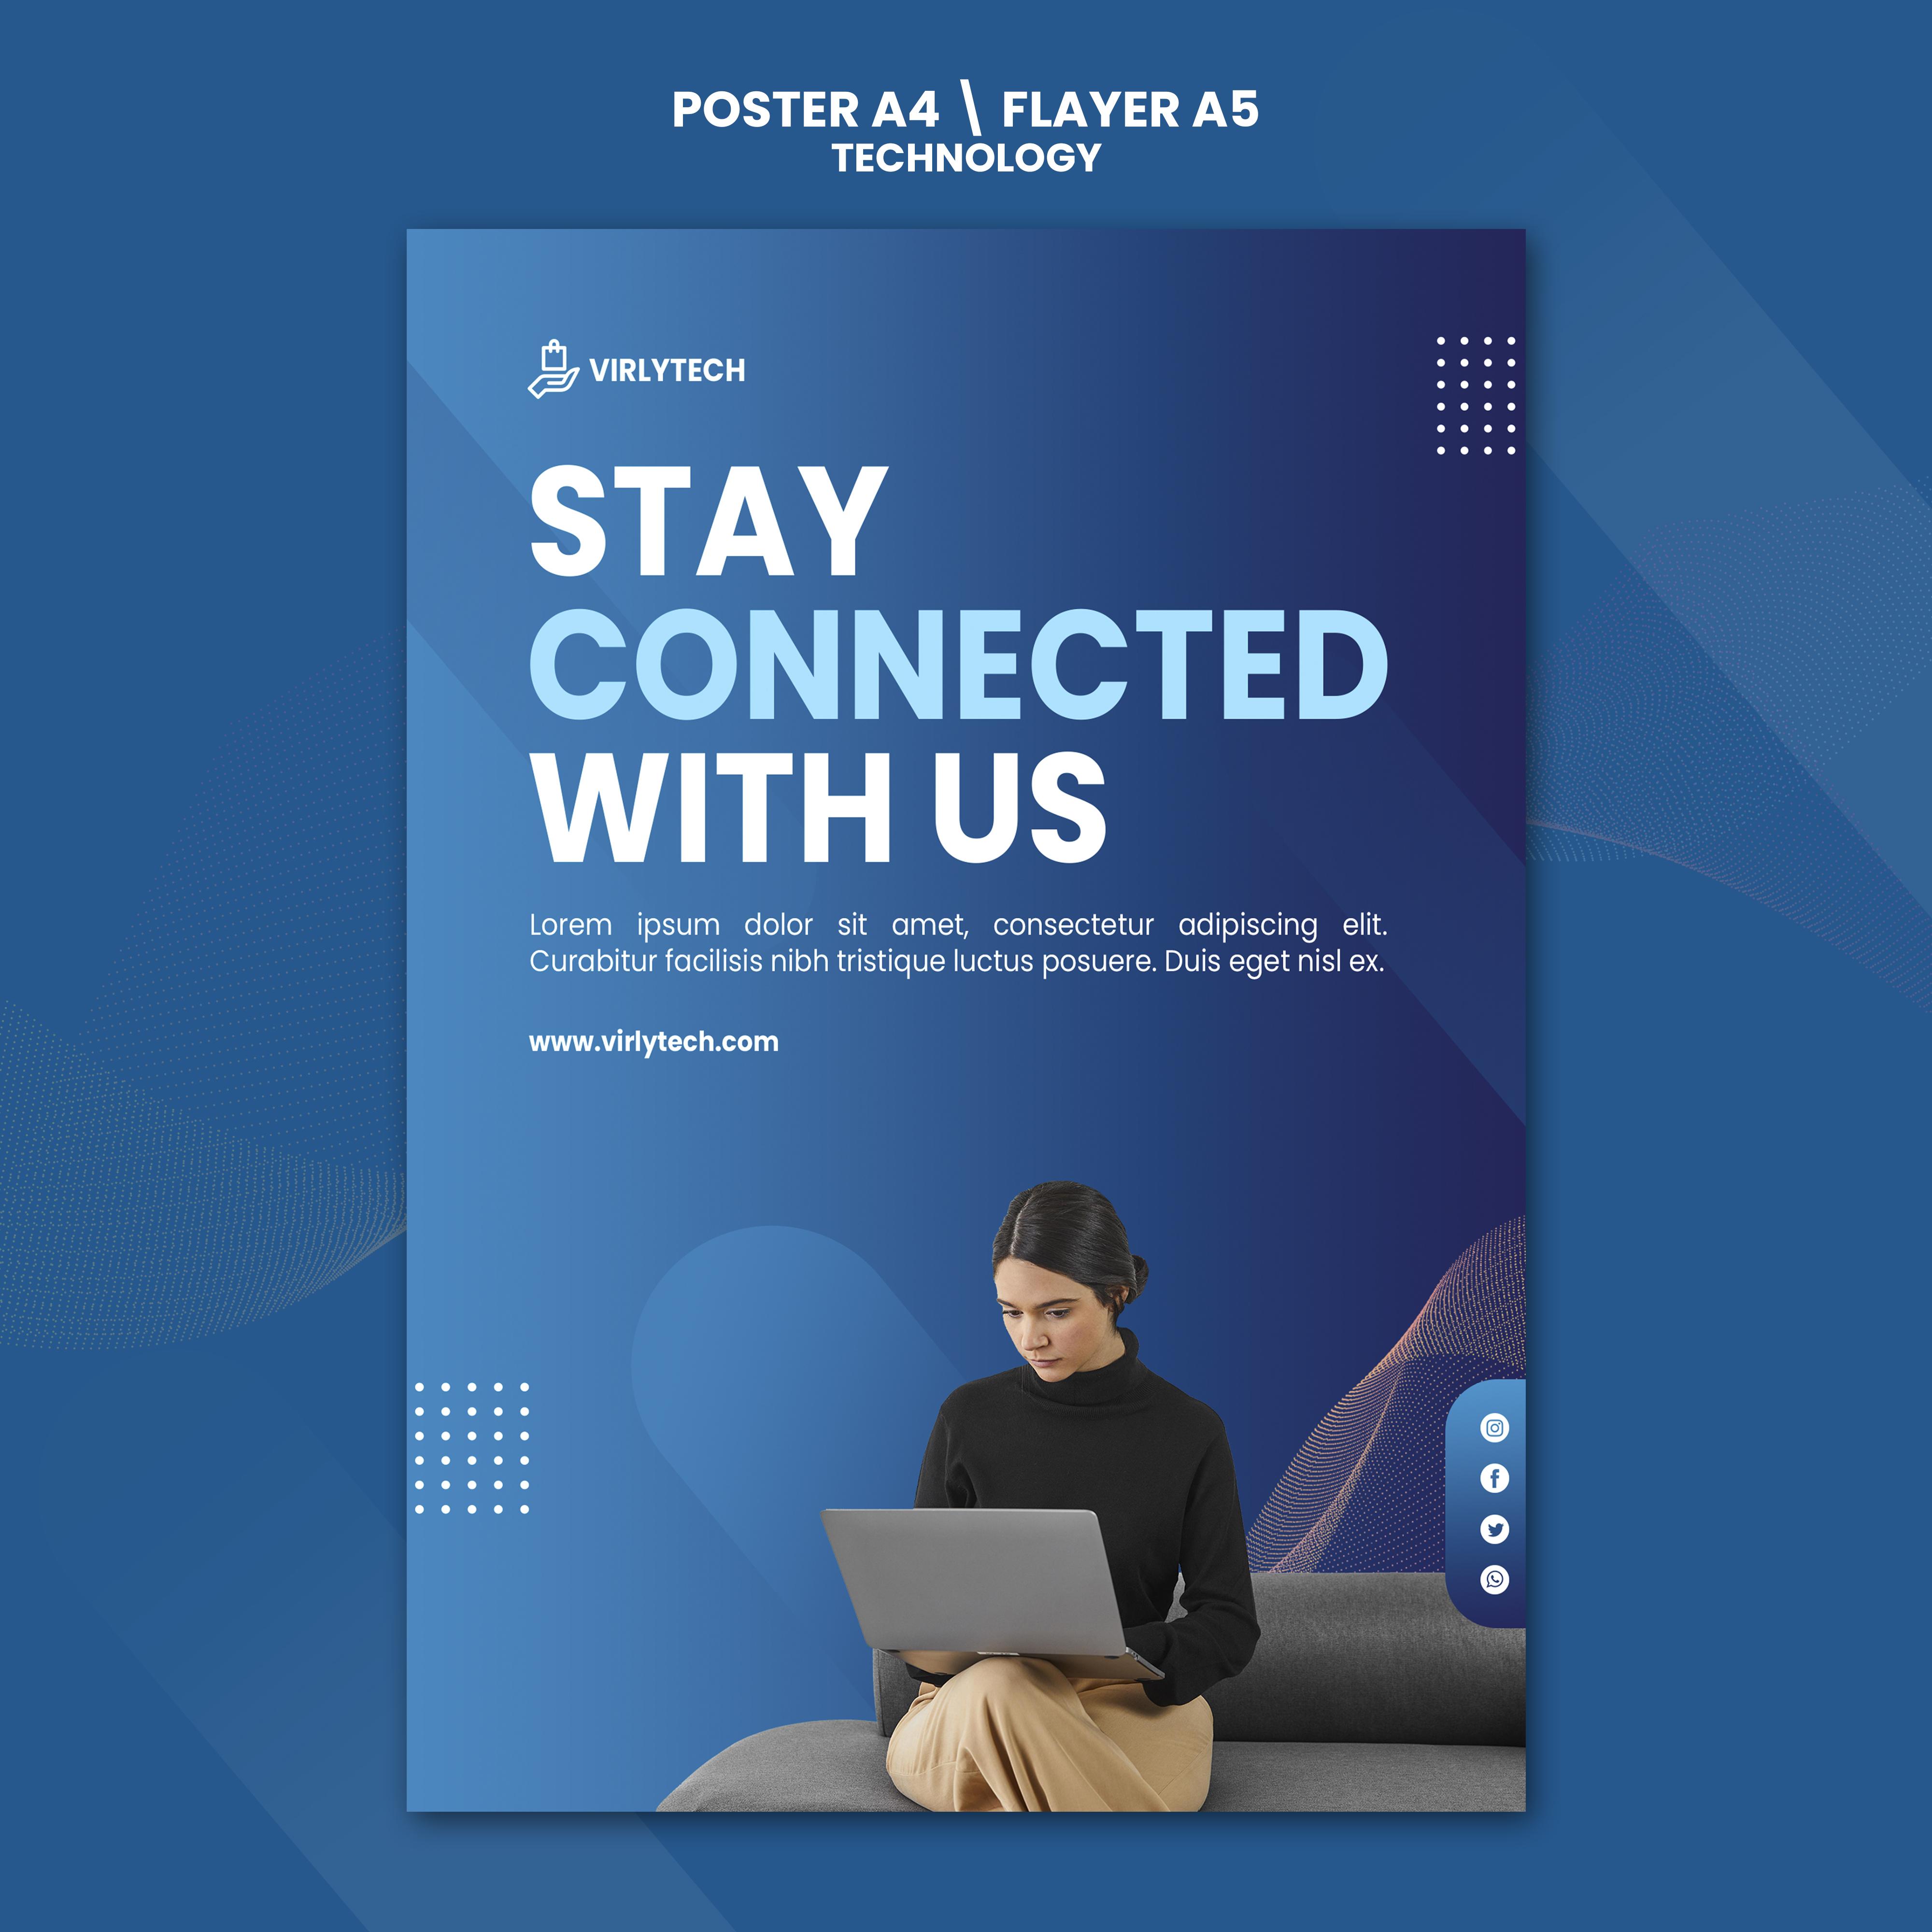 POSTER A4 \ FLAYER A5
TECHNOLOGY
VIRLYTECH
STAY
CONNECTED
WITH US
Lorem ipsum dolor sit amet, consectetur adipiscing elit.
Curabitur facilisis nibh tristique luctus posuere. Duis eget nisl ex.
www.virlytech.com